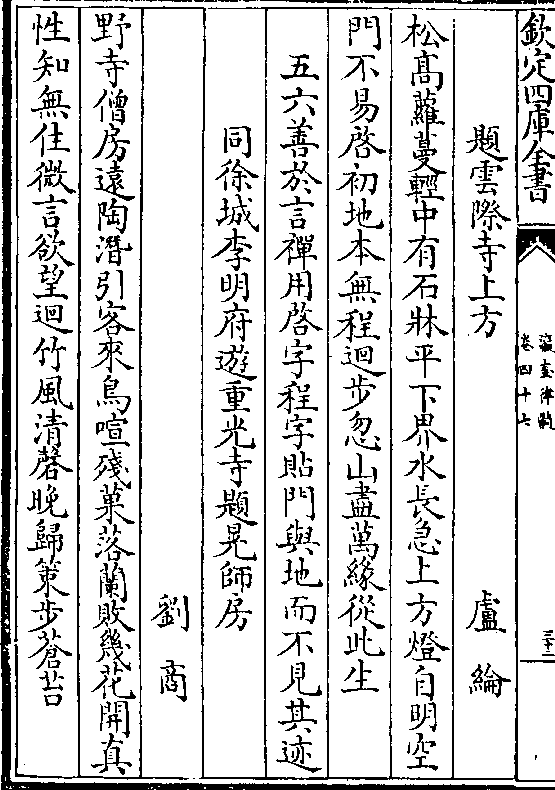 欽定四庫全書
瀛奎律髓
卷四十七
三十二
題雲際寺上方
盧綸
松髙蘿蔓輕中有石牀平下界水長急上方燈自明空
門不易啓初地本無程迴步忽山盡萬緣從此生
五六善於言禪用啓字程字貼門與地而不見其迹
同徐城李明府遊重光寺題晃師房
劉商
野寺僧房遠陶潛引客來鳥喧殘菓落蘭敗幾花開真
性知無住微言欲望迴竹風清磬晚歸策步蒼苔